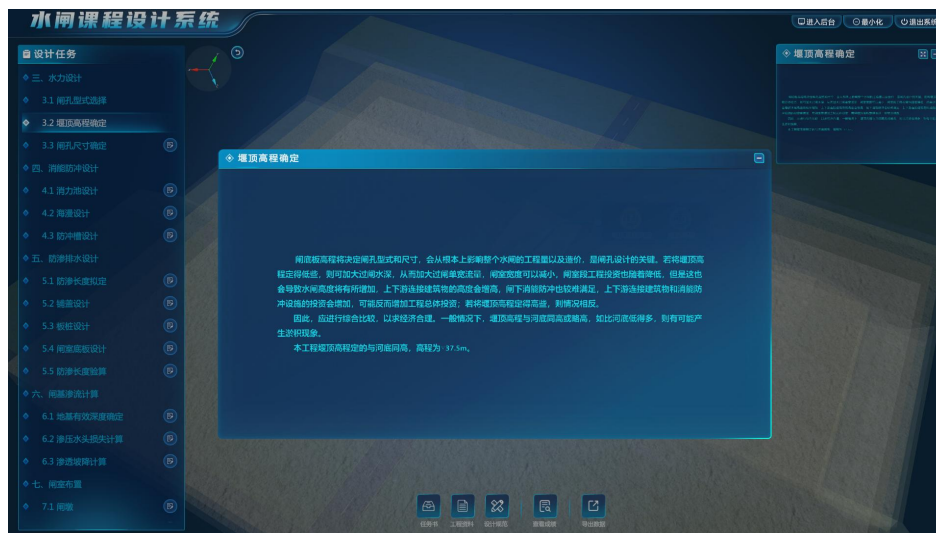 水闸课程设计系统
进入后台
最小化
退出系统
设计任务
三、水力设计
3.1 闸孔型式选择
3.2 堰顶高程确定
3.3 闸孔尺寸确定
四、消能防冲设计
4.1 消力池设计
4.2 海漫设计
4.3 防冲槽设计
五、防渗排水设计
5.1 防渗长度拟定
5.2 铺盖设计
5.3 板桩设计
5.4 闸室底板设计
5.5 防渗长度验算
六、闸基渗流计算
6.1 地基有效深度确定
6.2 渗压水头损失计算
6.3 渗透坡降计算
七、闸室布置
7.1 闸墩
堰顶高程确定
堰顶高程确定
闸底板高程将决定闸孔型式和尺寸，会从根本上影响整个水闸的工程量以及造价，是闸孔设计的关键。若将堰顶高
程定得低些，则可加大过闸水深，从而加大过闸单宽流量，闸室宽度可以减小，闸室段工程投资也随着降低，但是这也
会导致水闸高度将有所增加，上下游连接建筑物的高度会增高，闸下消能防冲也较难满足，上下游连接建筑物和消能防
冲设施的投资会增加，可能反而增加工程总体投资；若将堰顶高程定得高些，则情况相反。
因此，应进行综合比较，以求经济合理。一般情况下，堰顶高程与河底同高或略高，如比河底低得多，则有可能产
生淤积现象。
本工程堰顶高程定的与河底同高，高程为-37.5m。
任务书
工程资料
设计规范
查看成绩
导出数据